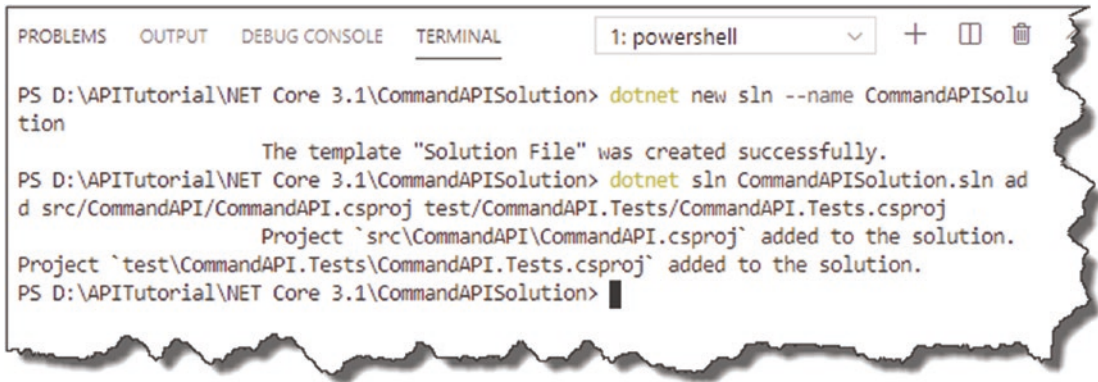 PROBLEMS OUTPUT DEBUG CONSOLE TERMINAL 1: powershell
PS D:\APITutorial\NET Core 3.1\CommandAPISolution> dotnet new sln --name CommandAPISolu
tion
The template "Solution File" was created successfully.
PS D:\APITutorial\NET Core 3.1\CommandAPISolution> dotnet sln CommandAPISolution.sln ad
d src/CommandAPI/CommandAPI.csproj test/CommandAPI.Tests/CommandAPI.Tests.csproj
Project `src\CommandAPI\CommandAPI.csproj` added to the solution.
Project `test\CommandAPI.Tests\CommandAPI.Tests.csproj` added to the solution.
PS D:\APITutorial\NET Core 3.1\CommandAPISolution>